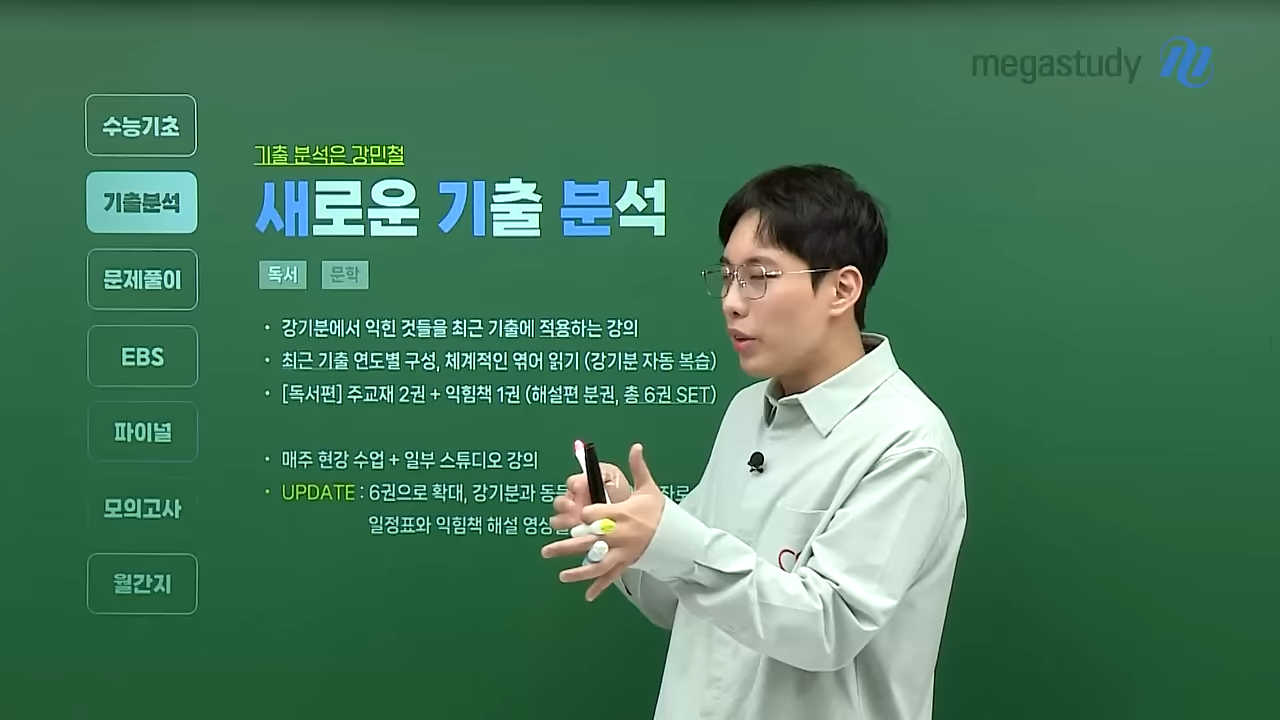 megastudy
수능기초
기출분석
문제풀이
EBS
파이널
모의고사
월간지
기출 분석은 강민철
새로운 기출 분석
독서 문학
• 강기분에서 익힌 것들을 최근 기출에 적용하는 강의
• 최근 기출 연도별 구성, 체계적인 엮어 읽기 (강기분 자동 복습)
• [독서편] 주교재 2권 + 익힘책 1권 (해설편 분권, 총 6권 SET)
• 매주 현강 수업 + 일부 스튜디오 강의
• UPDATE : 6권으로 확대, 강기분과
일정표와 익힘책 해설